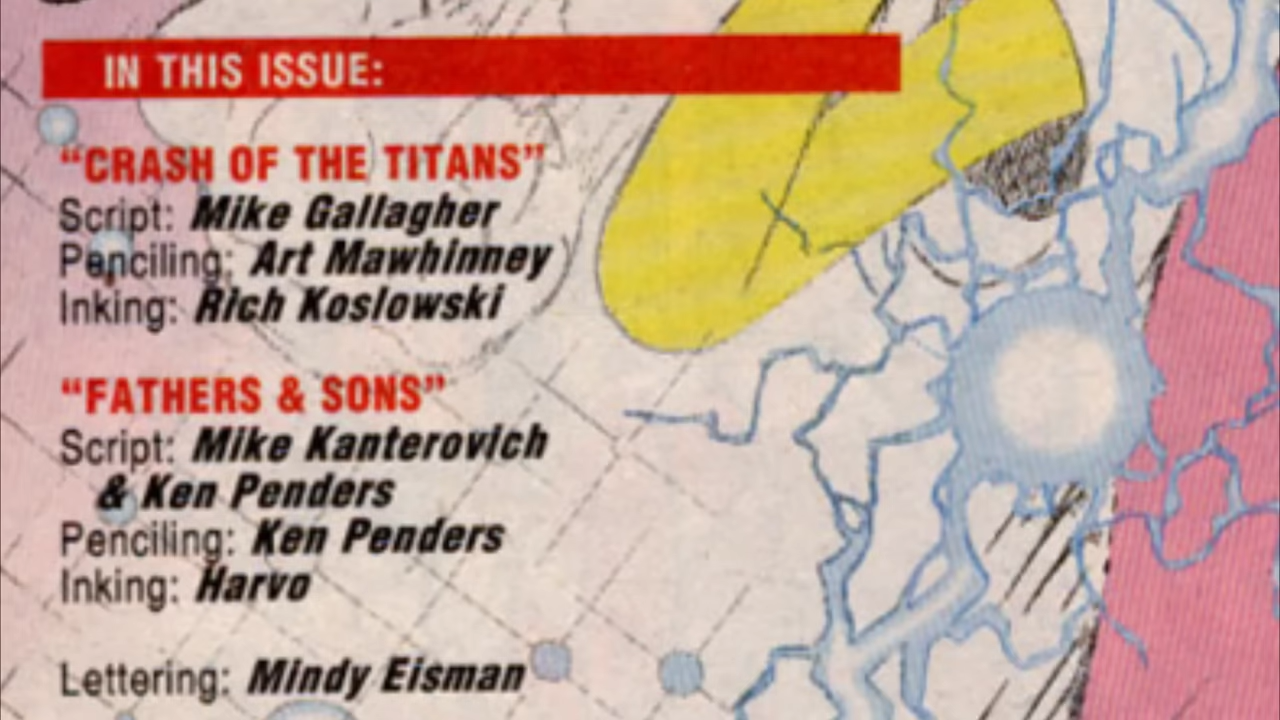 IN THIS ISSUE:
“CRASH OF THE TITANS”
Script: Mike Gallagher
Penciling: Art Mawhinney
Inking: Rich Koslowski
“FATHERS & SONS”
Script: Mike Kanterovich
& Ken Penders
Penciling: Ken Penders
Inking: Harvo
Lettering: Mindy Eisman